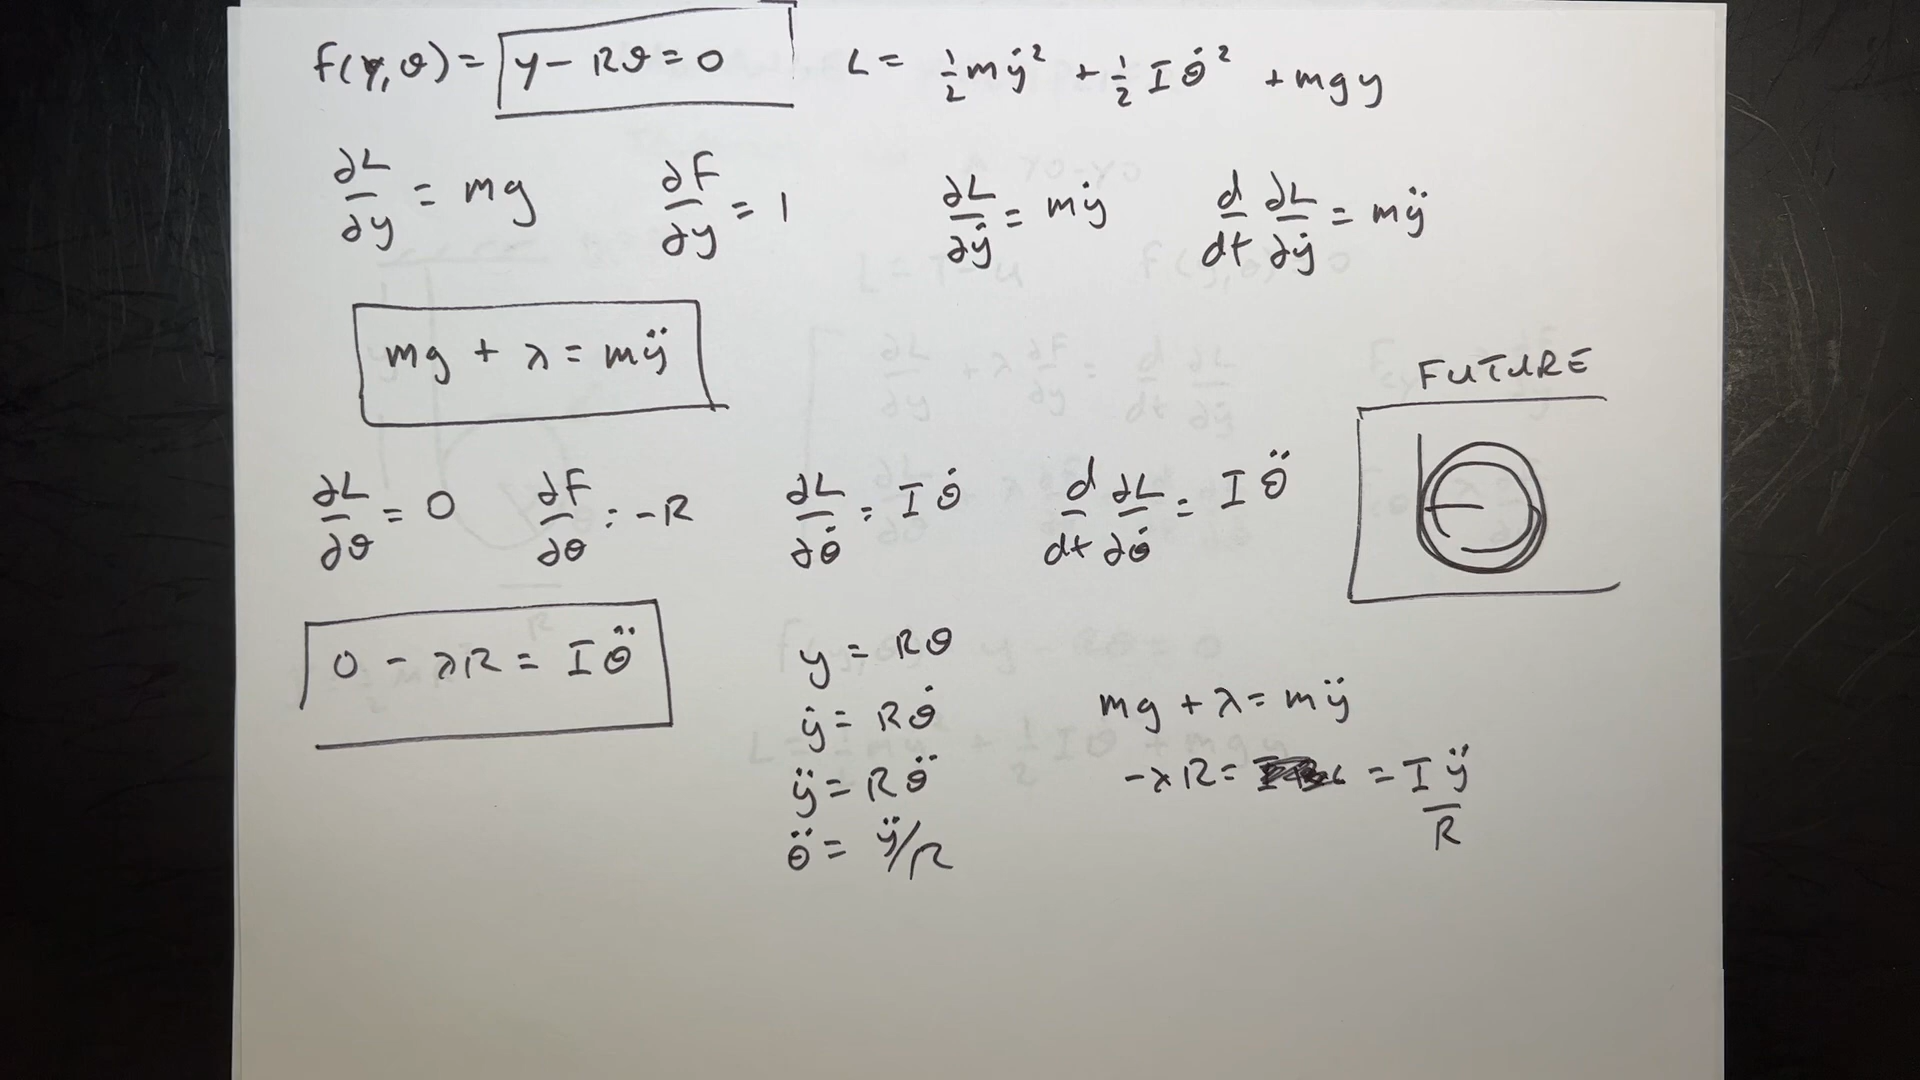 f(y,θ) = y - Rθ = 0   L = ½mẏ² + ½Iθ̇² + mgy
∂L/∂y = mg   ∂F/∂y = 1   ∂L/∂ẏ = mẏ   d/dt ∂L/∂ẏ = mÿ
mg + λ = mÿ
FUTURE
∂L/∂θ = 0   ∂F/∂θ = -R   ∂L/∂θ̇ = Iθ̇   d/dt ∂L/∂θ̇ = Iθ̈
0 - λR = Iθ̈
y = Rθ
ẏ = Rθ̇
ÿ = Rθ̈
θ̈ = ÿ/R
mg + λ = mÿ
-λR = = Iÿ/R